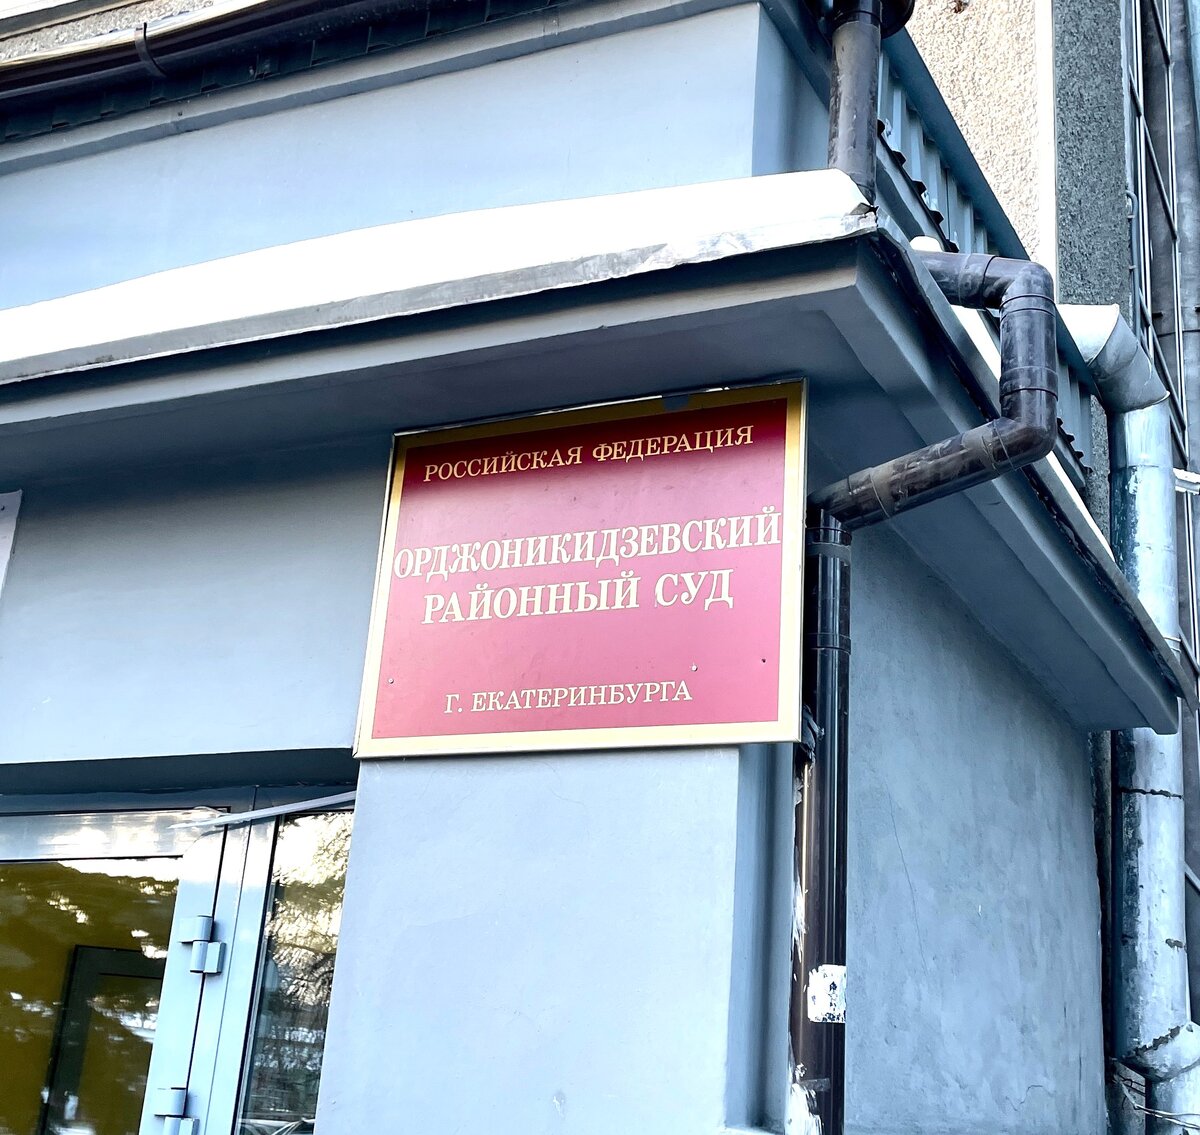 РОССИЙСКАЯ ФЕДЕРАЦИЯ
ОРДЖОНИКИДЗЕВСКИЙ
РАЙОННЫЙ СУД
Г. ЕКАТЕРИНБУРГА